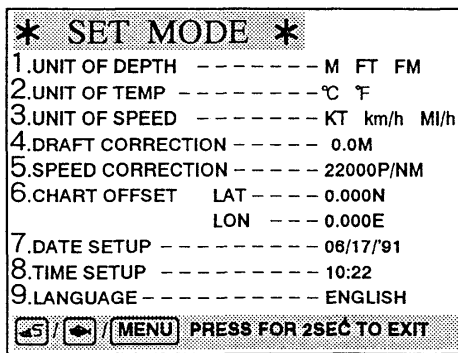 * SET MODE *
1.UNIT OF DEPTH - - - - - - - M FT FM
2.UNIT OF TEMP - - - - - - - - ℃ ℉
3.UNIT OF SPEED - - - - - - - KT km/h MI/h
4.DRAFT CORRECTION - - - - - 0.0M
5.SPEED CORRECTION - - - - - 22000P/NM
6.CHART OFFSET LAT - - - - 0.000N
LON - - - 0.000E
7.DATE SETUP - - - - - - - - - 06/17/'91
8.TIME SETUP - - - - - - - - - 10:22
9.LANGUAGE - - - - - - - - - ENGLISH
/ / MENU PRESS FOR 2SEC TO EXIT